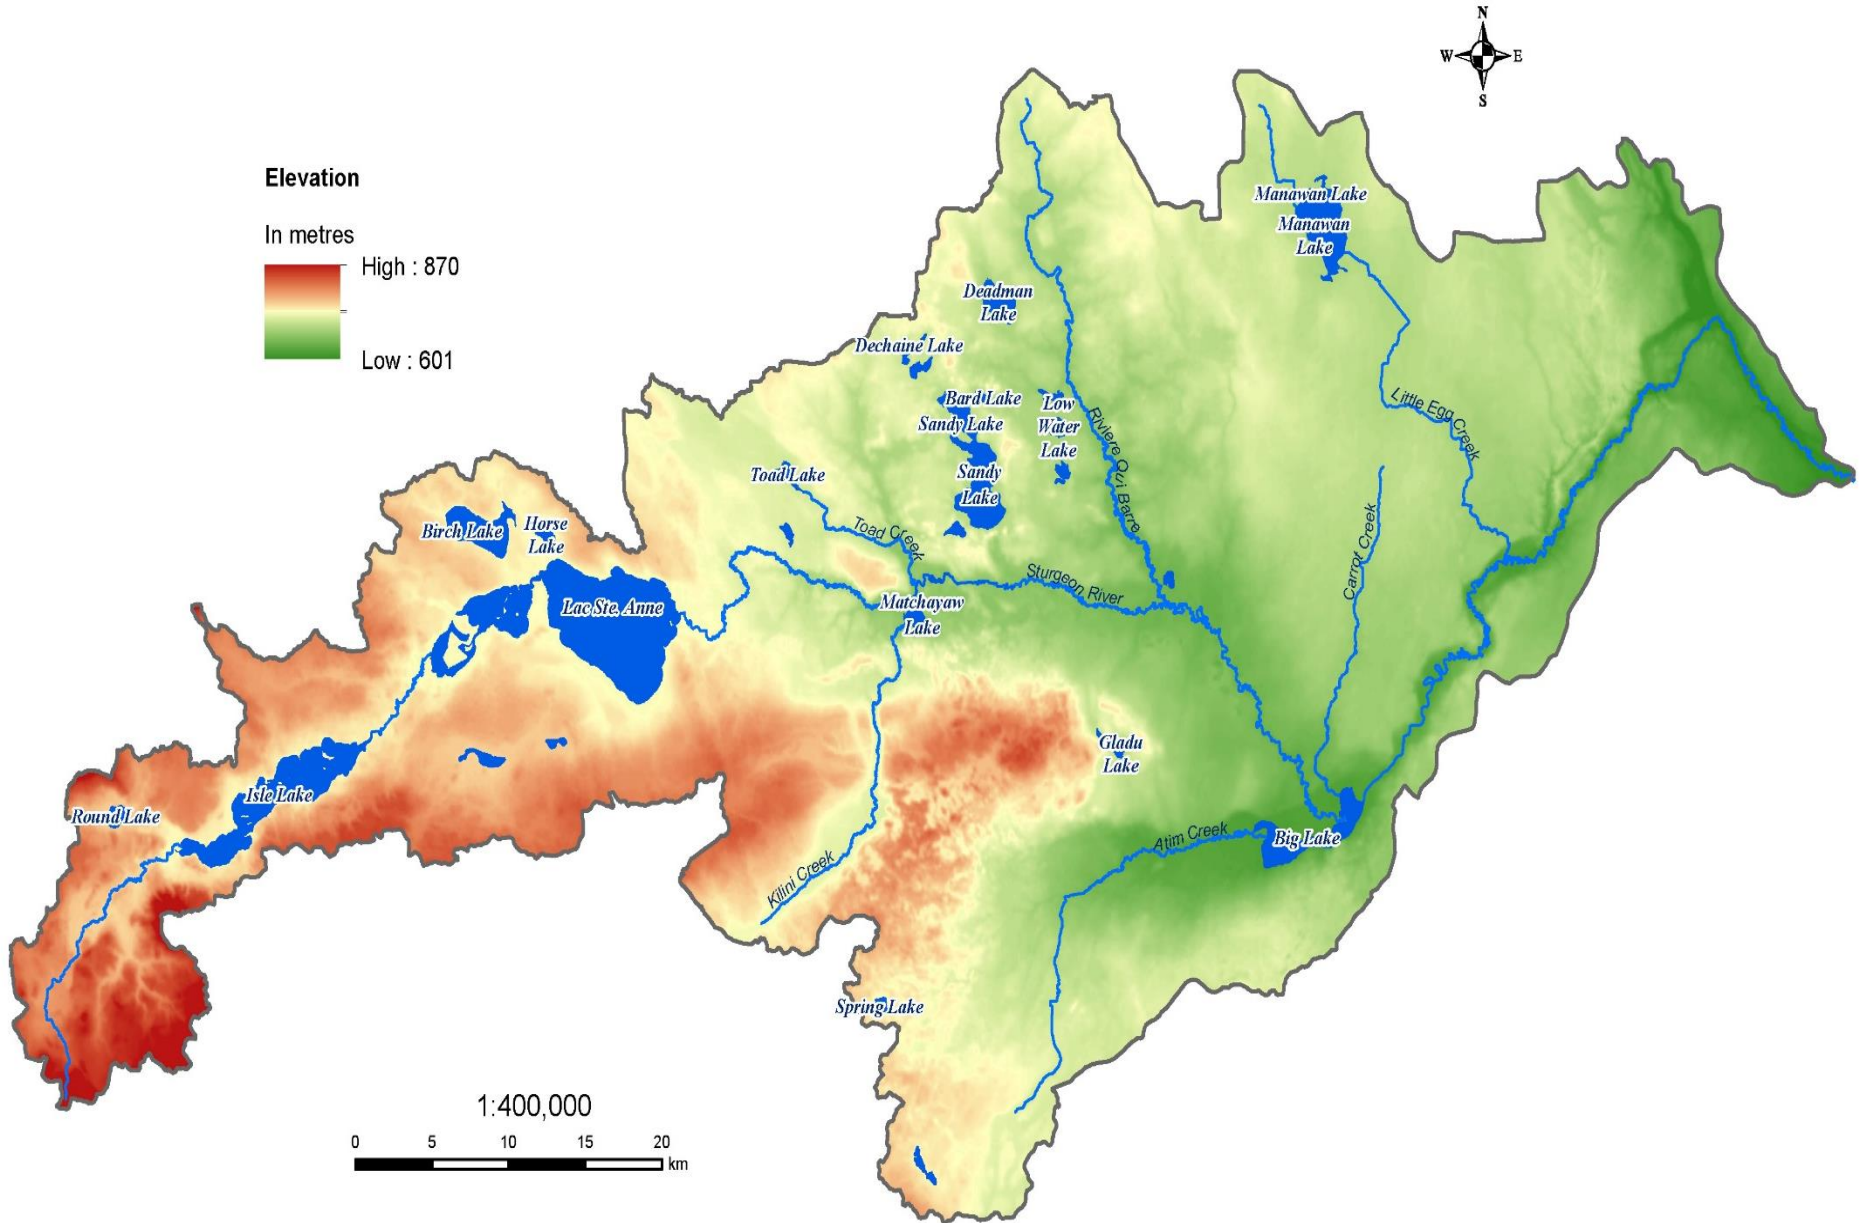 N
W E
S
Elevation
In metres
High : 870
Low : 601
Manawan Lake
Manawan
Lake
Deadman
Lake
Dechaine Lake
Bard Lake
Sandy Lake
Low
Water
Lake
Sandy
Lake
Riviere Qui Barre
Little Egg Creek
Toad Lake
Toad Creek
Birch Lake
Horse
Lake
Carrot Creek
Sturgeon River
Lac Ste. Anne
Matchayaw
Lake
Gladu
Lake
Isle Lake
Round Lake
Atim Creek
Big Lake
Kilini Creek
Spring Lake
1:400,000
0 5 10 15 20
km